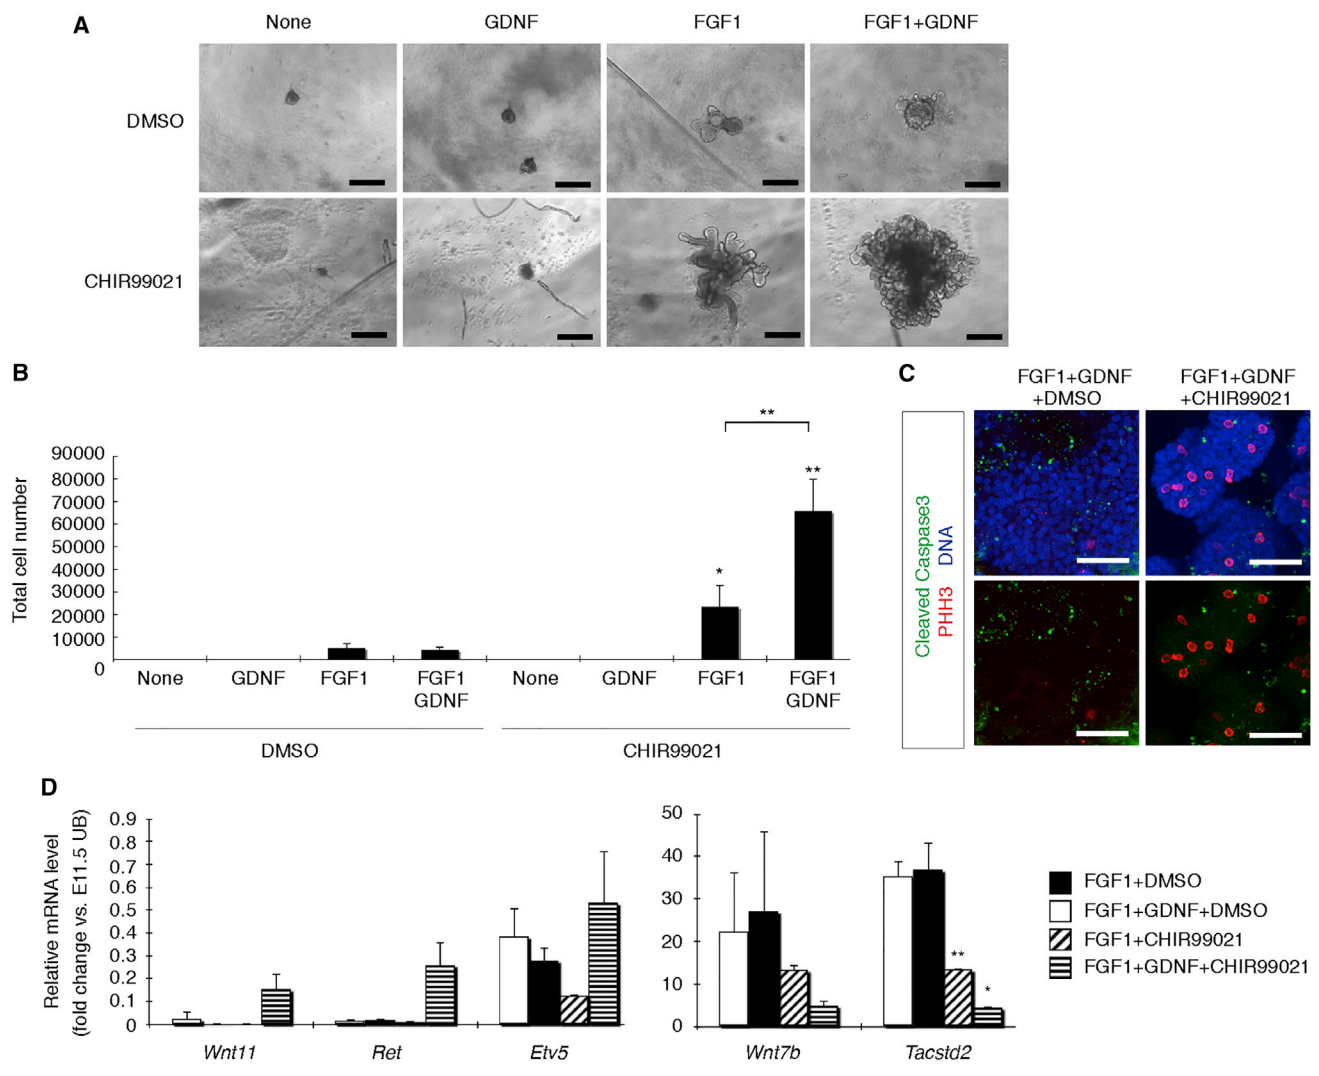 A
None GDNF FGF1 FGF1+GDNF
DMSO
CHIR99021
B
Total cell number
90000
80000
70000
60000
50000
40000
30000
20000
10000
0
**
*
**
None GDNF FGF1 FGF1 None GDNF FGF1 FGF1
GDNF GDNF
DMSO CHIR99021
C
FGF1+GDNF FGF1+GDNF
+DMSO +CHIR99021
Cleaved Caspase3
PHH3 DNA
D
Relative mRNA level
(fold change vs. E11.5 UB)
0.9
0.8
0.7
0.6
0.5
0.4
0.3
0.2
0.1
0
Wnt11 Ret Etv5
50
40
30
20
10
0
**
*
Wnt7b Tacstd2
FGF1+DMSO
FGF1+GDNF+DMSO
FGF1+CHIR99021
FGF1+GDNF+CHIR99021